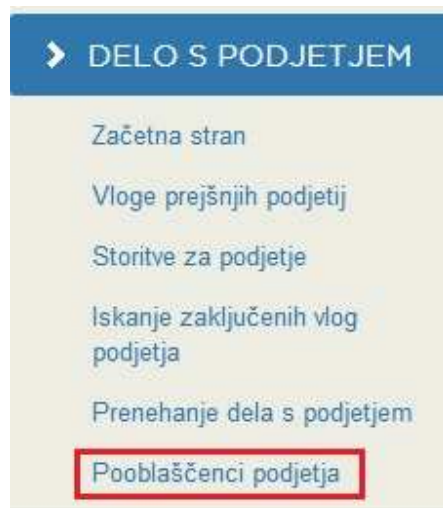 DELO S PODJETJEM
Začetna stran
Vloge prejšnjih podjetij
Storitve za podjetje
Iskanje zaključenih vlog
podjetja
Prenehanje dela s podjetjem
Pooblaščenci podjetja